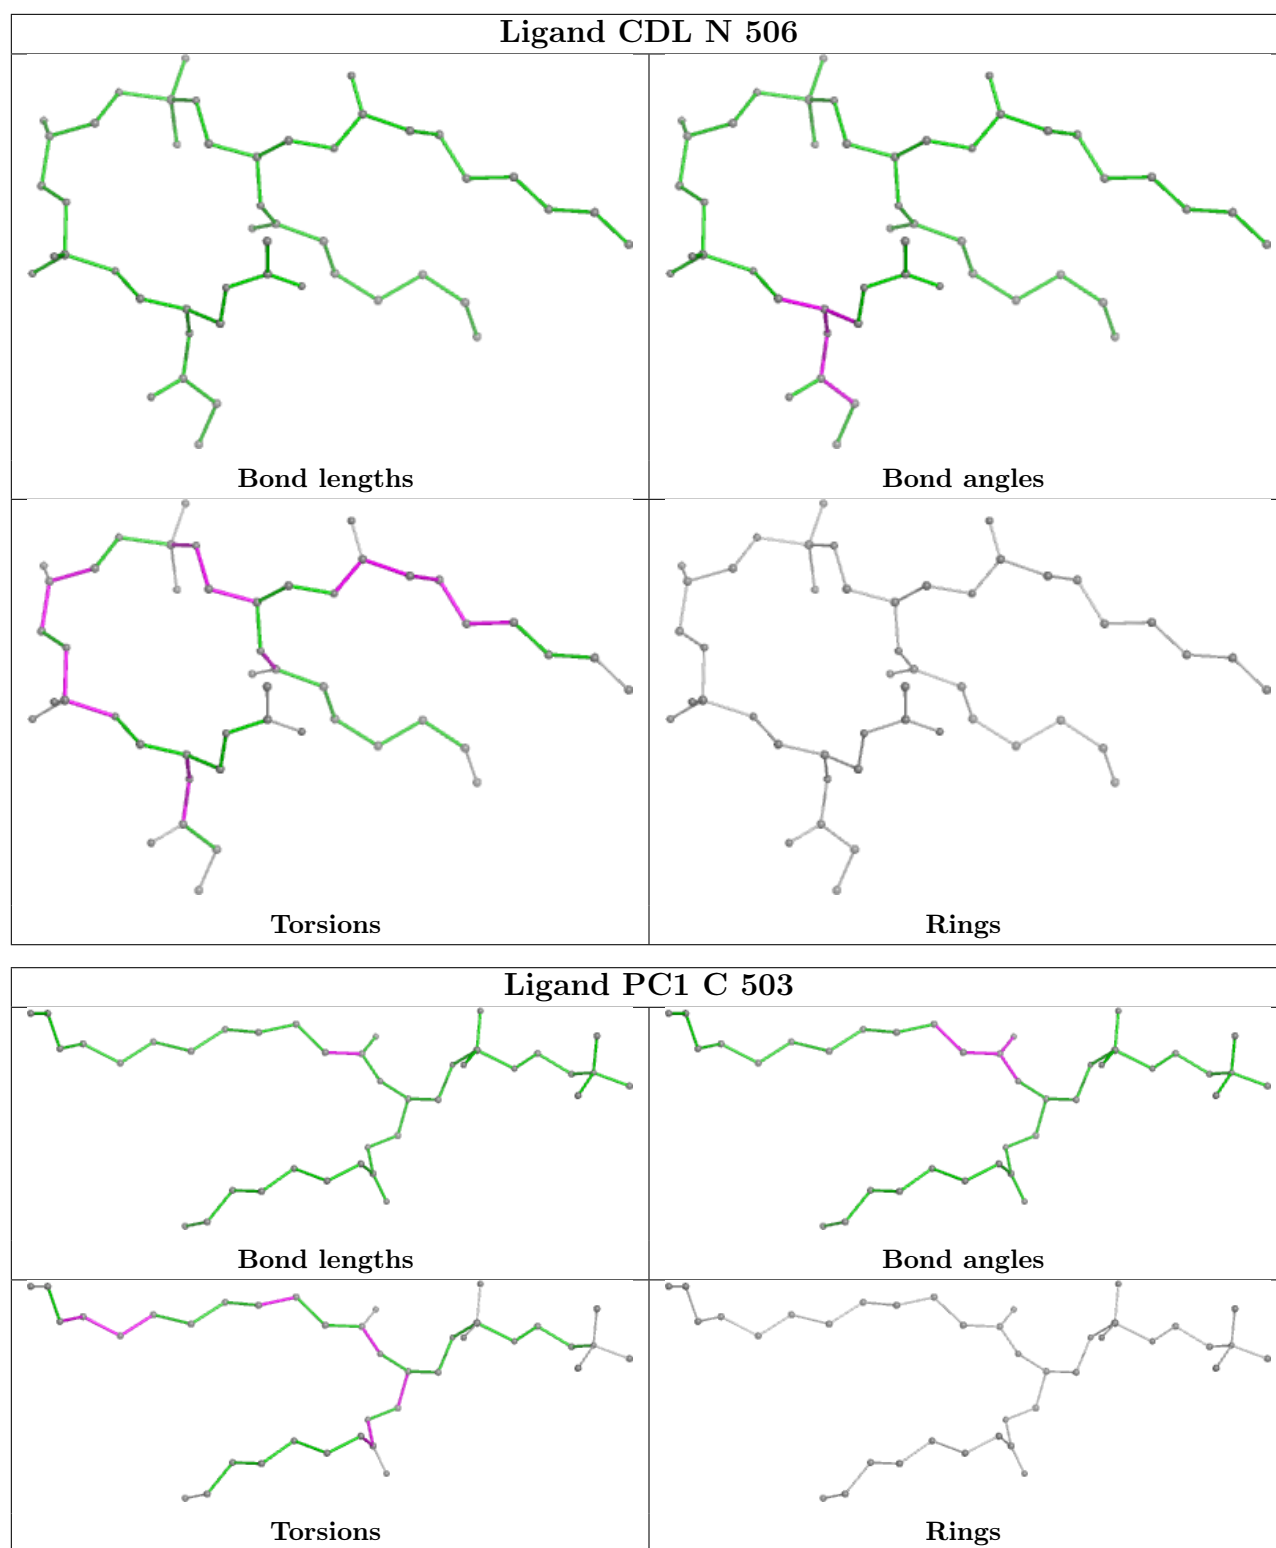 Ligand CDL N 506
Bond lengths
Bond angles
Torsions
Rings
Ligand PC1 C 503
Bond lengths
Bond angles
Torsions
Rings